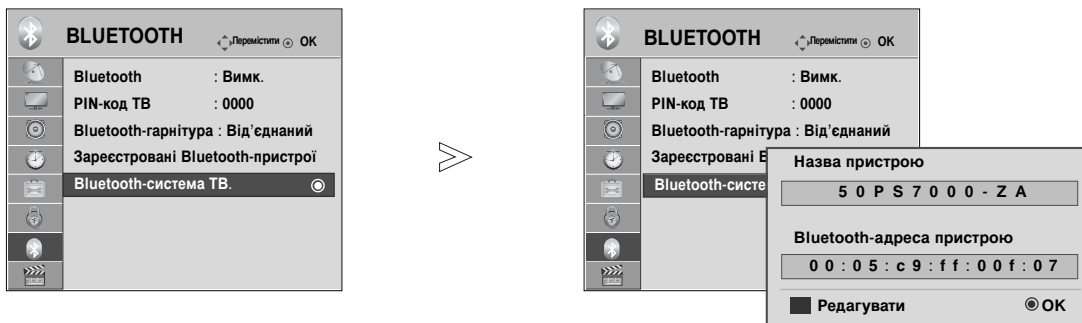 BLUETOOTH Перемістити OK
Bluetooth : Вимк.
PIN-код ТВ : 0000
Bluetooth-гарнітура : Від’єднаний
Зареєстровані Bluetooth-пристрої
Bluetooth-система ТВ.
BLUETOOTH Перемістити OK
Bluetooth : Вимк.
PIN-код ТВ : 0000
Bluetooth-гарнітура : Від’єднаний
Зареєстровані B
Bluetooth-систе
Назва пристрою
50PS7000-ZA
Bluetooth-адреса пристрою
00:05:c9:ff:00f:07
Редагувати OK